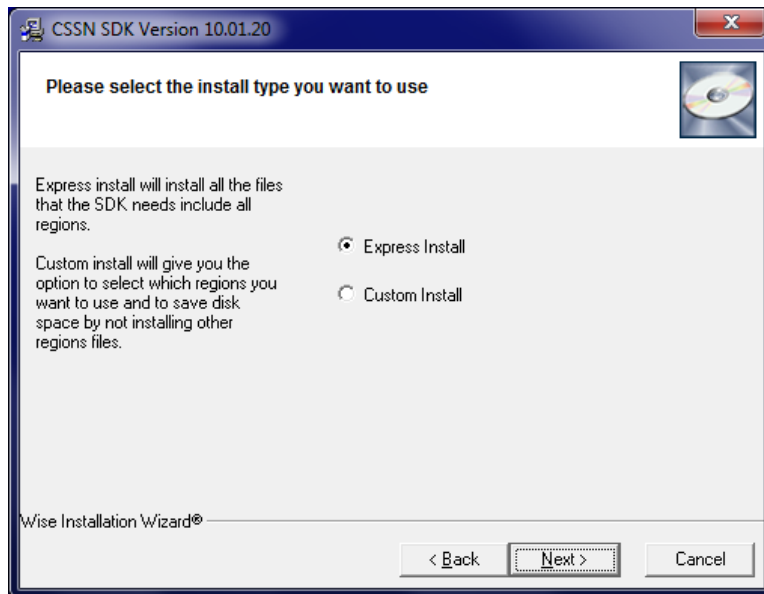 CSSN SDK Version 10.01.20
Please select the install type you want to use
Express install will install all the files
that the SDK needs include all
regions.
Custom install will give you the
option to select which regions you
want to use and to save disk
space by not installing other
regions files.
Express Install
Custom Install
Wise Installation Wizard®
< Back
Next >
Cancel